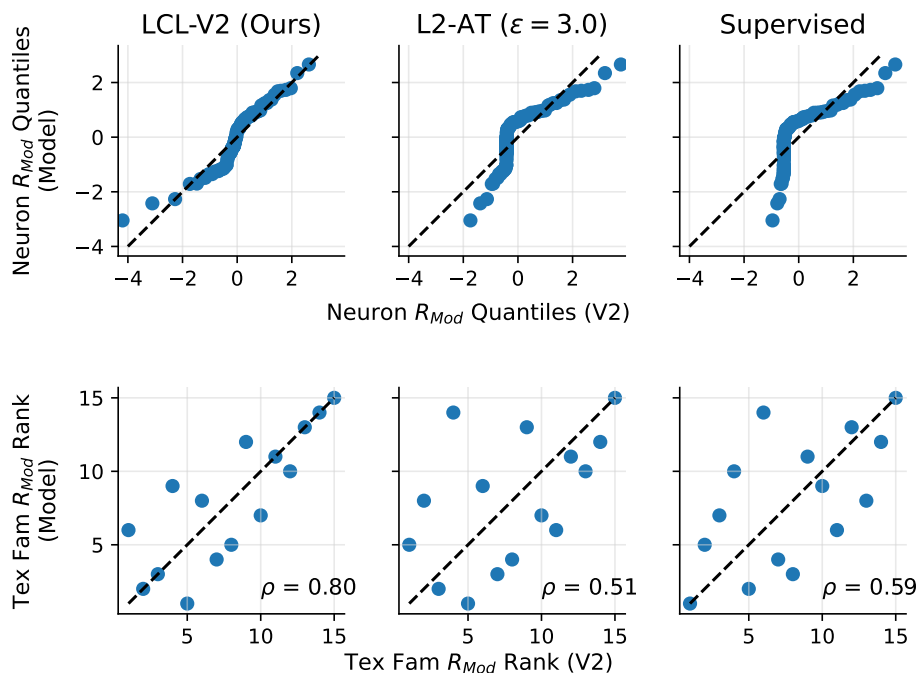 LCL-V2 (Ours)
L2-AT (ε = 3.0)
Supervised
Neuron R_Mod Quantiles
(Model)
2
0
−2
−4
−4 −2 0 2
−4 −2 0 2
−4 −2 0 2
Neuron R_Mod Quantiles (V2)
Tex Fam R_Mod Rank
(Model)
15
10
5
ρ = 0.80
ρ = 0.51
ρ = 0.59
5 10 15
5 10 15
5 10 15
Tex Fam R_Mod Rank (V2)